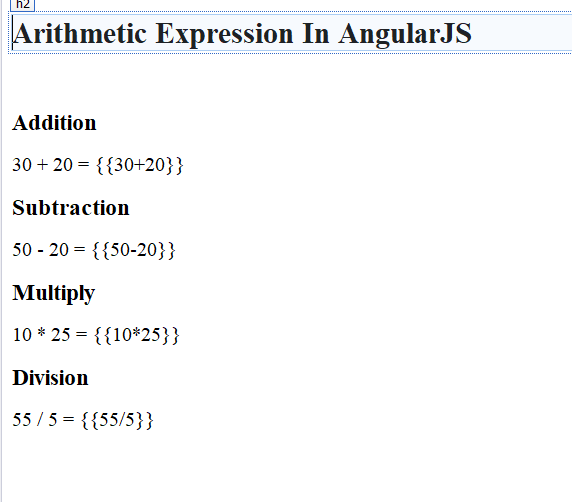 h2
Arithmetic Expression In AngularJS
Addition
30 + 20 = {{30+20}}
Subtraction
50 - 20 = {{50-20}}
Multiply
10 * 25 = {{10*25}}
Division
55 / 5 = {{55/5}}